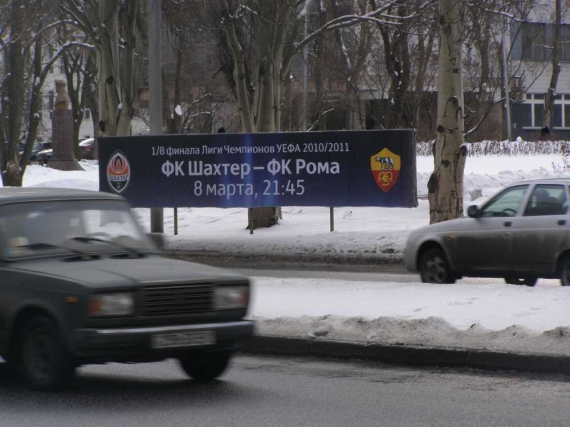 1/8 финала Лиги Чемпионов УЕФА 2010/2011
ФК Шахтер – ФК Рома
8 марта, 21:45